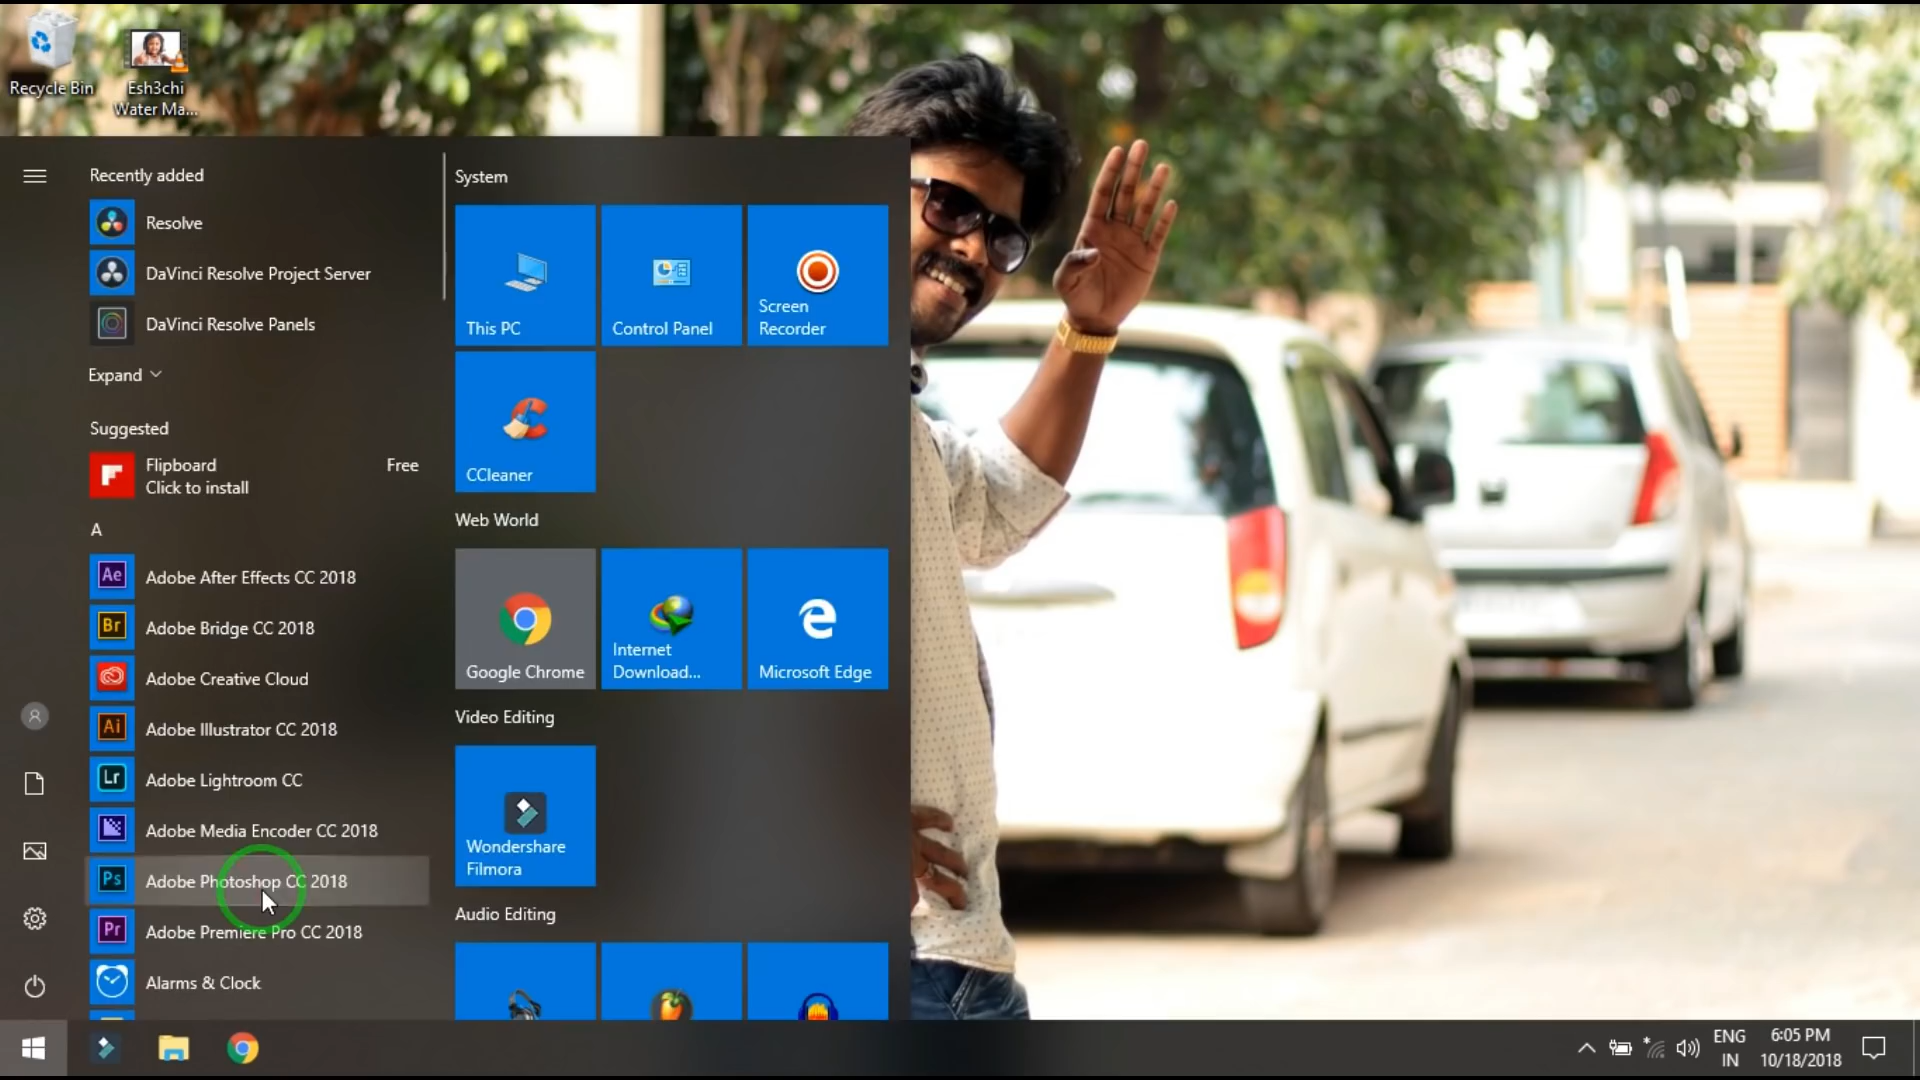 Recycle Bin
Esh3chi
Water Ma...
Recently added
Resolve
DaVinci Resolve Project Server
DaVinci Resolve Panels
Expand
Suggested
Flipboard
Free
Click to install
A
Ae
Adobe After Effects CC 2018
Br
Adobe Bridge CC 2018
Adobe Creative Cloud
Ai
Adobe Illustrator CC 2018
Lr
Adobe Lightroom CC
Adobe Media Encoder CC 2018
Ps
Adobe Photoshop CC 2018
Pr
Adobe Premiere Pro CC 2018
Alarms & Clock
System
This PC
Control Panel
Screen
Recorder
CCleaner
Web World
Google Chrome
Internet
Download...
Microsoft Edge
Video Editing
Wondershare
Filmora
Audio Editing
ENG
IN
6:05 PM
10/18/2018